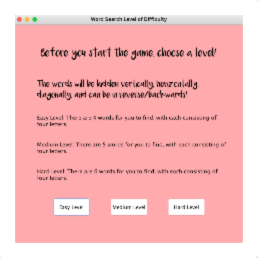 Word Search Level of Difficulty
Before you start the game, choose a level!
The words will be hidden vertically, horizontally,
diagonally, and can be in reverse/backwards!
Easy Level: There are 4 words for you to find, with each consisting of
four letters.
Medium Level: There are 5 words for you to find, with each consisting of
four letters.
Hard Level: There are 6 words for you to find, with each consisting of
four letters.
Easy Level
Medium Level
Hard Level